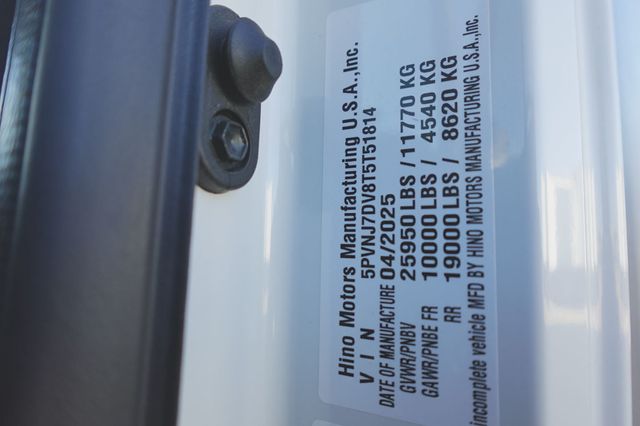 Hino Motors Manufacturing U.S.A.,Inc.
VIN 5PVNJ7DV8T5T51814
DATE OF MANUFACTURE 04/2025
GVWR/PNBV 25950 LBS / 11770 KG
GAWR/PNBE FR 10000 LBS / 4540 KG
RR 19000 LBS / 8620 KG
incomplete vehicle MFD BY HINO MOTORS MANUFACTURING U.S.A.,Inc.